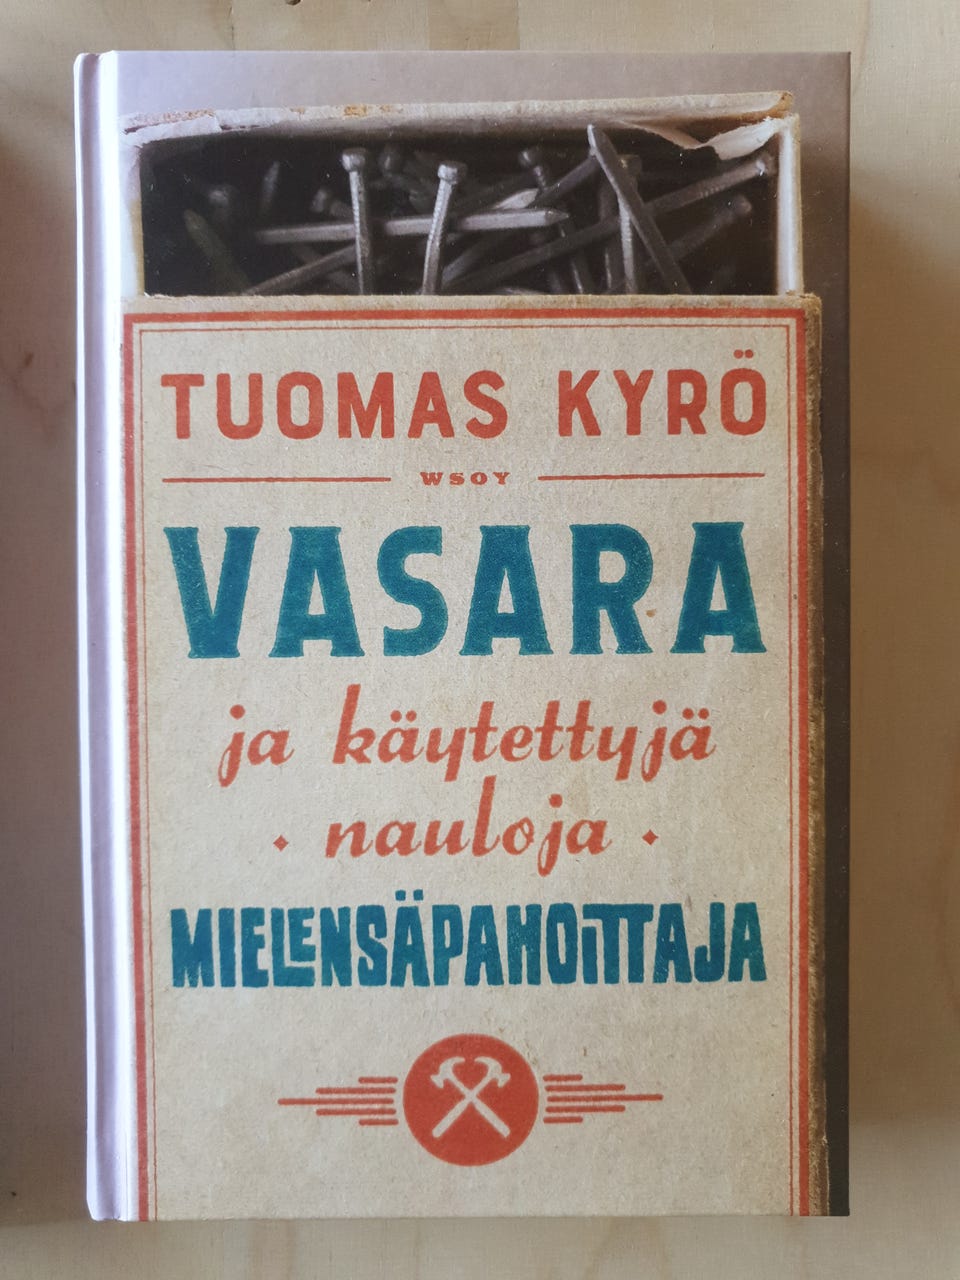 TUOMAS KYRÖ
WSOY
VASARA
ja käytettyjä
· nauloja ·
MIELENSÄPAHOITTAJA